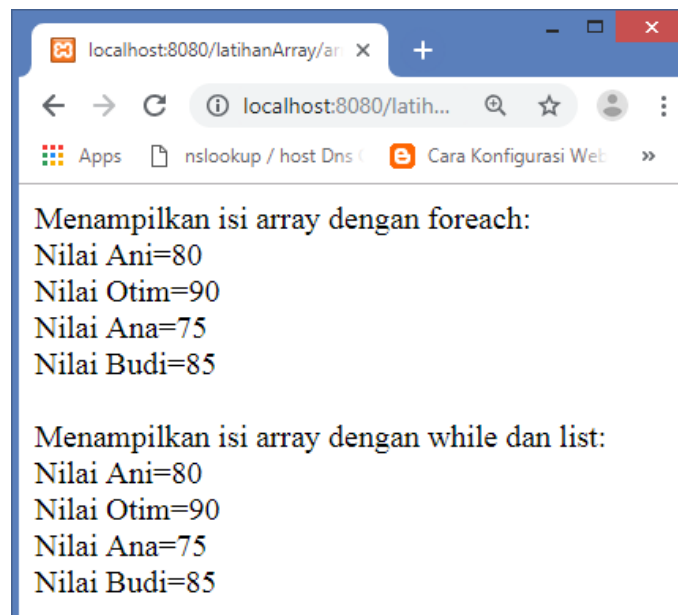 localhost:8080/latihanArray/ar
localhost:8080/latih...
Apps nslookup / host Dns Cara Konfigurasi Web
Menampilkan isi array dengan foreach:
Nilai Ani=80
Nilai Otim=90
Nilai Ana=75
Nilai Budi=85
Menampilkan isi array dengan while dan list:
Nilai Ani=80
Nilai Otim=90
Nilai Ana=75
Nilai Budi=85